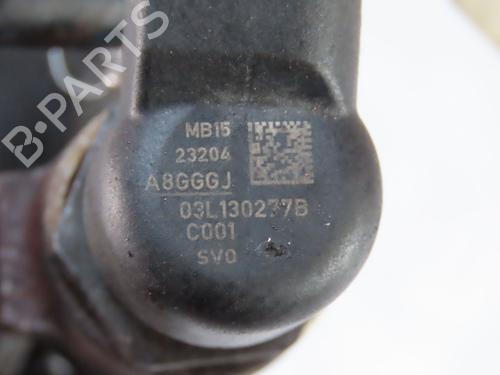 MB15
23204
A8GGGJ
03L130277B
C001
SVO
B-PARTS